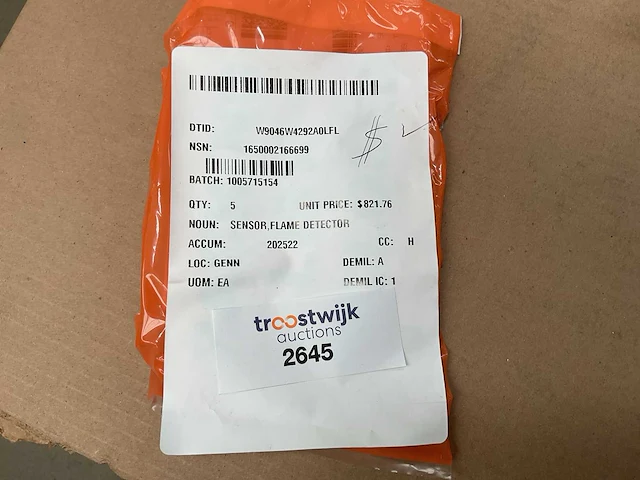 DTID: W9046W4292A0LFL
NSN: 1650002166699
BATCH: 1005715154
QTY: 5 UNIT PRICE: $821.76
NOUN: SENSOR,FLAME DETECTOR
ACCUM: 202522 CC: H
LOC: GENN DEMIL: A
UOM: EA DEMIL IC: 1
$
troostwijk
auctions
2645